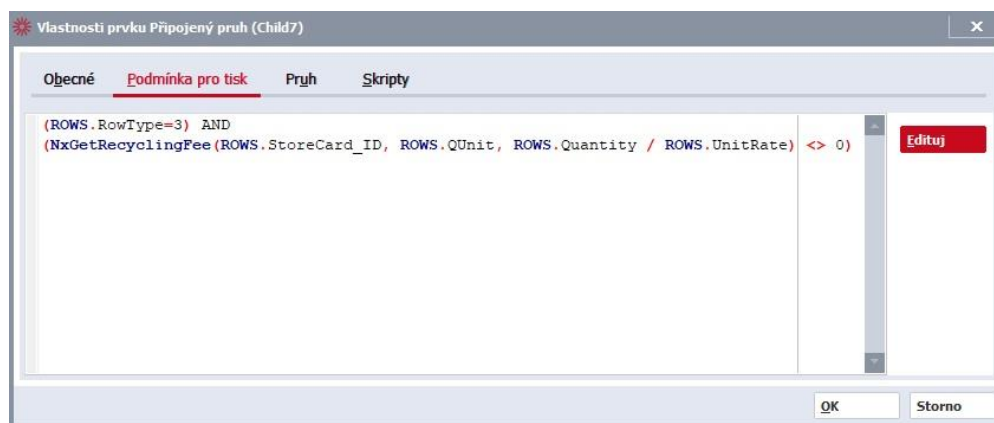 Vlastnosti prvku Připojený pruh (Child7)
Obecné Podmínka pro tisk Pruh Skripty
(ROWS.RowType=3) AND
(NxGetRecyclingFee(ROWS.StoreCard_ID, ROWS.QUnit, ROWS.Quantity / ROWS.UnitRate) <> 0)
Edituj
OK Storno